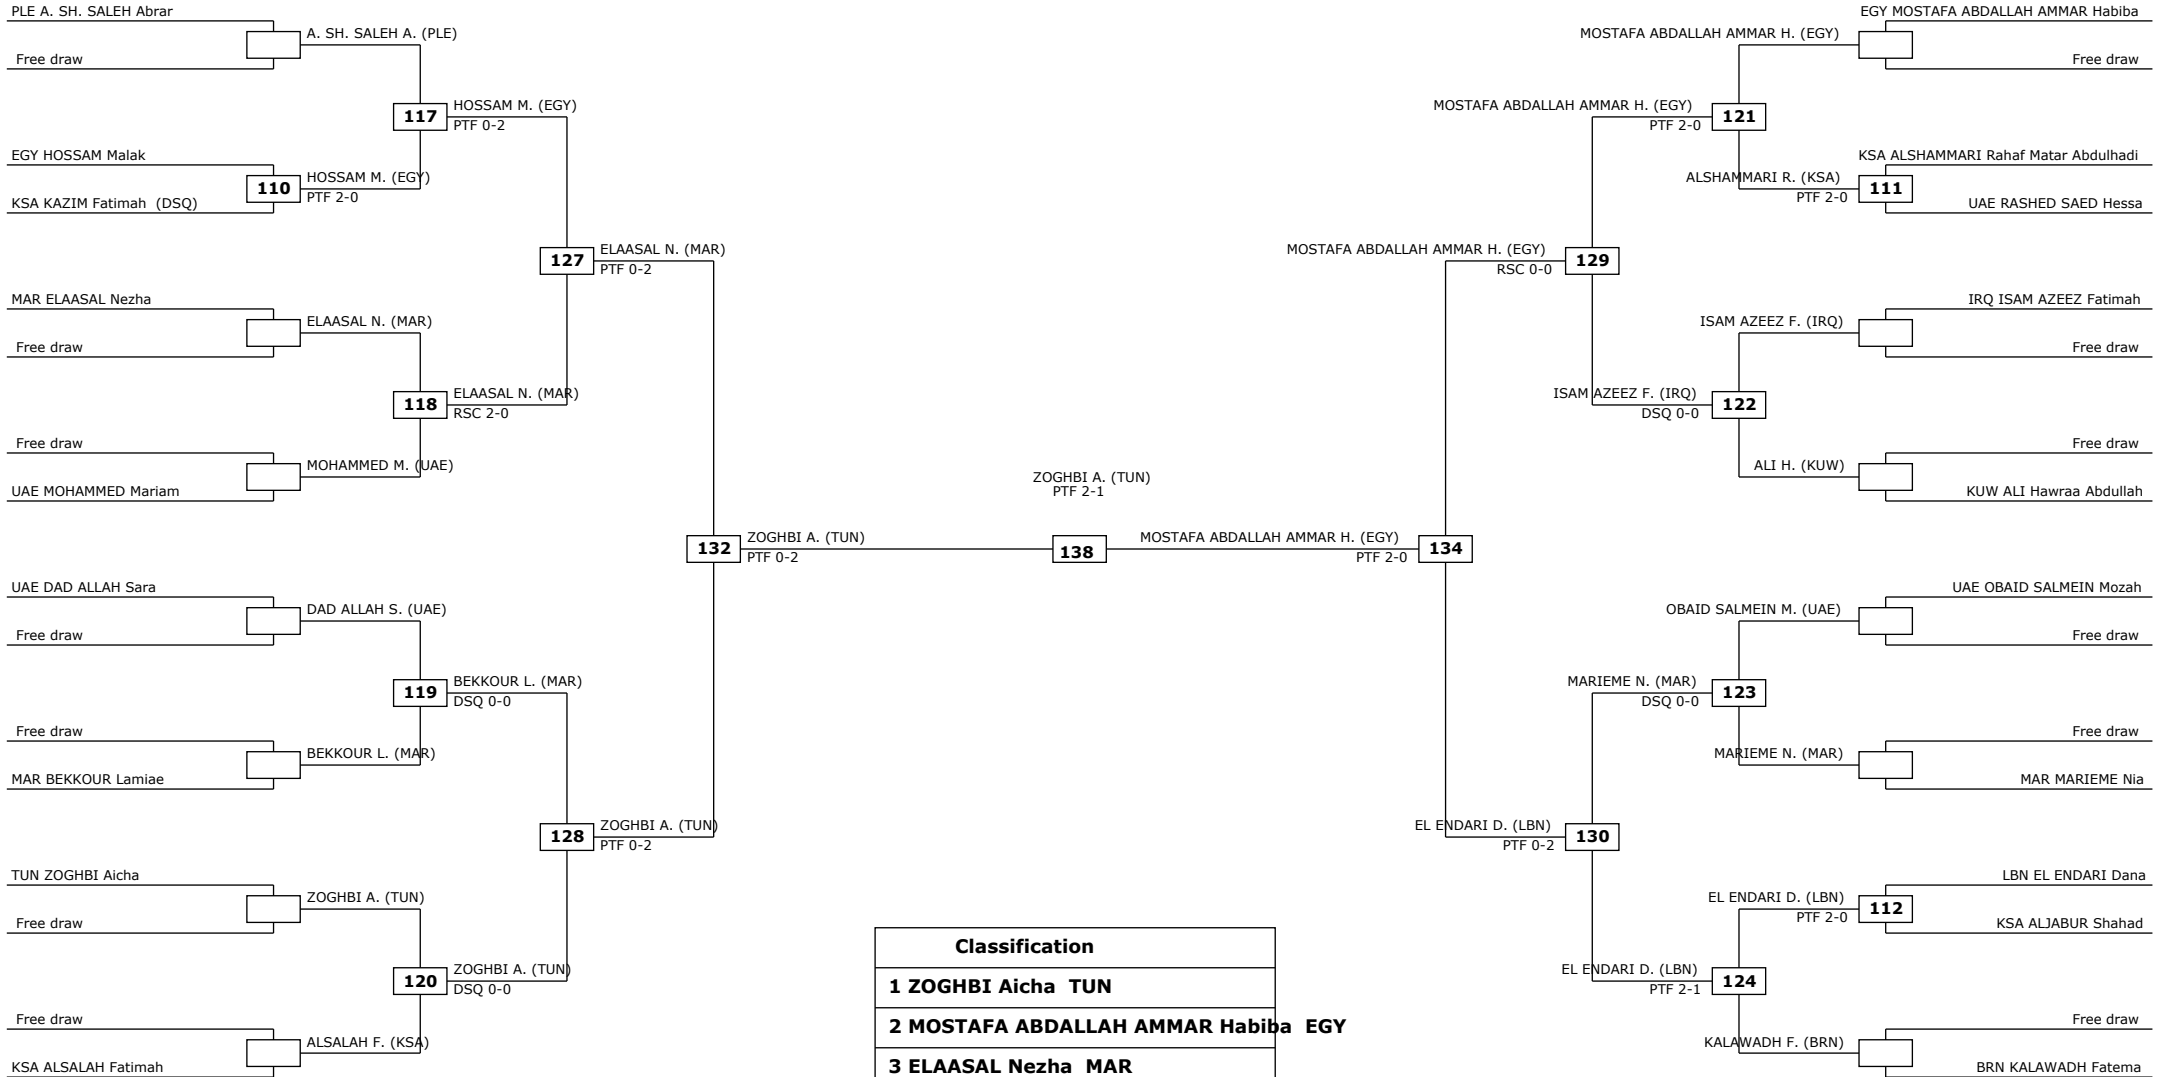 PLE A. SH. SALEH Abrar
A. SH. SALEH A. (PLE)
Free draw
117
HOSSAM M. (EGY)
PTF 0-2
EGY HOSSAM Malak
110
HOSSAM M. (EGY)
PTF 2-0
KSA KAZIM Fatimah (DSQ)
127
ELAASAL N. (MAR)
PTF 0-2
MAR ELAASAL Nezha
ELAASAL N. (MAR)
Free draw
118
ELAASAL N. (MAR)
RSC 2-0
Free draw
MOHAMMED M. (UAE)
UAE MOHAMMED Mariam
132
ZOGHBI A. (TUN)
PTF 0-2
UAE DAD ALLAH Sara
DAD ALLAH S. (UAE)
Free draw
119
BEKKOUR L. (MAR)
DSQ 0-0
Free draw
BEKKOUR L. (MAR)
MAR BEKKOUR Lamiae
128
ZOGHBI A. (TUN)
PTF 0-2
TUN ZOGHBI Aicha
ZOGHBI A. (TUN)
Free draw
120
ZOGHBI A. (TUN)
DSQ 0-0
Free draw
ALSALAH F. (KSA)
KSA ALSALAH Fatimah
ZOGHBI A. (TUN)
PTF 2-1
138
EGY MOSTAFA ABDALLAH AMMAR Habiba
MOSTAFA ABDALLAH AMMAR H. (EGY)
Free draw
MOSTAFA ABDALLAH AMMAR H. (EGY)
PTF 2-0
121
KSA ALSHAMMARI Rahaf Matar Abdulhadi
ALSHAMMARI R. (KSA)
PTF 2-0
111
UAE RASHED SAED Hessa
MOSTAFA ABDALLAH AMMAR H. (EGY)
RSC 0-0
129
IRQ ISAM AZEEZ Fatimah
ISAM AZEEZ F. (IRQ)
Free draw
ISAM AZEEZ F. (IRQ)
DSQ 0-0
122
Free draw
ALI H. (KUW)
KUW ALI Hawraa Abdullah
MOSTAFA ABDALLAH AMMAR H. (EGY)
PTF 2-0
134
UAE OBAID SALMEIN Mozah
OBAID SALMEIN M. (UAE)
Free draw
MARIEME N. (MAR)
DSQ 0-0
123
Free draw
MARIEME N. (MAR)
MAR MARIEME Nia
EL ENDARI D. (LBN)
PTF 0-2
130
LBN EL ENDARI Dana
EL ENDARI D. (LBN)
PTF 2-0
112
KSA ALJABUR Shahad
EL ENDARI D. (LBN)
PTF 2-1
124
Free draw
KALAWADH F. (BRN)
BRN KALAWADH Fatema
Classification
1 ZOGHBI Aicha TUN
2 MOSTAFA ABDALLAH AMMAR Habiba EGY
3 ELAASAL Nezha MAR